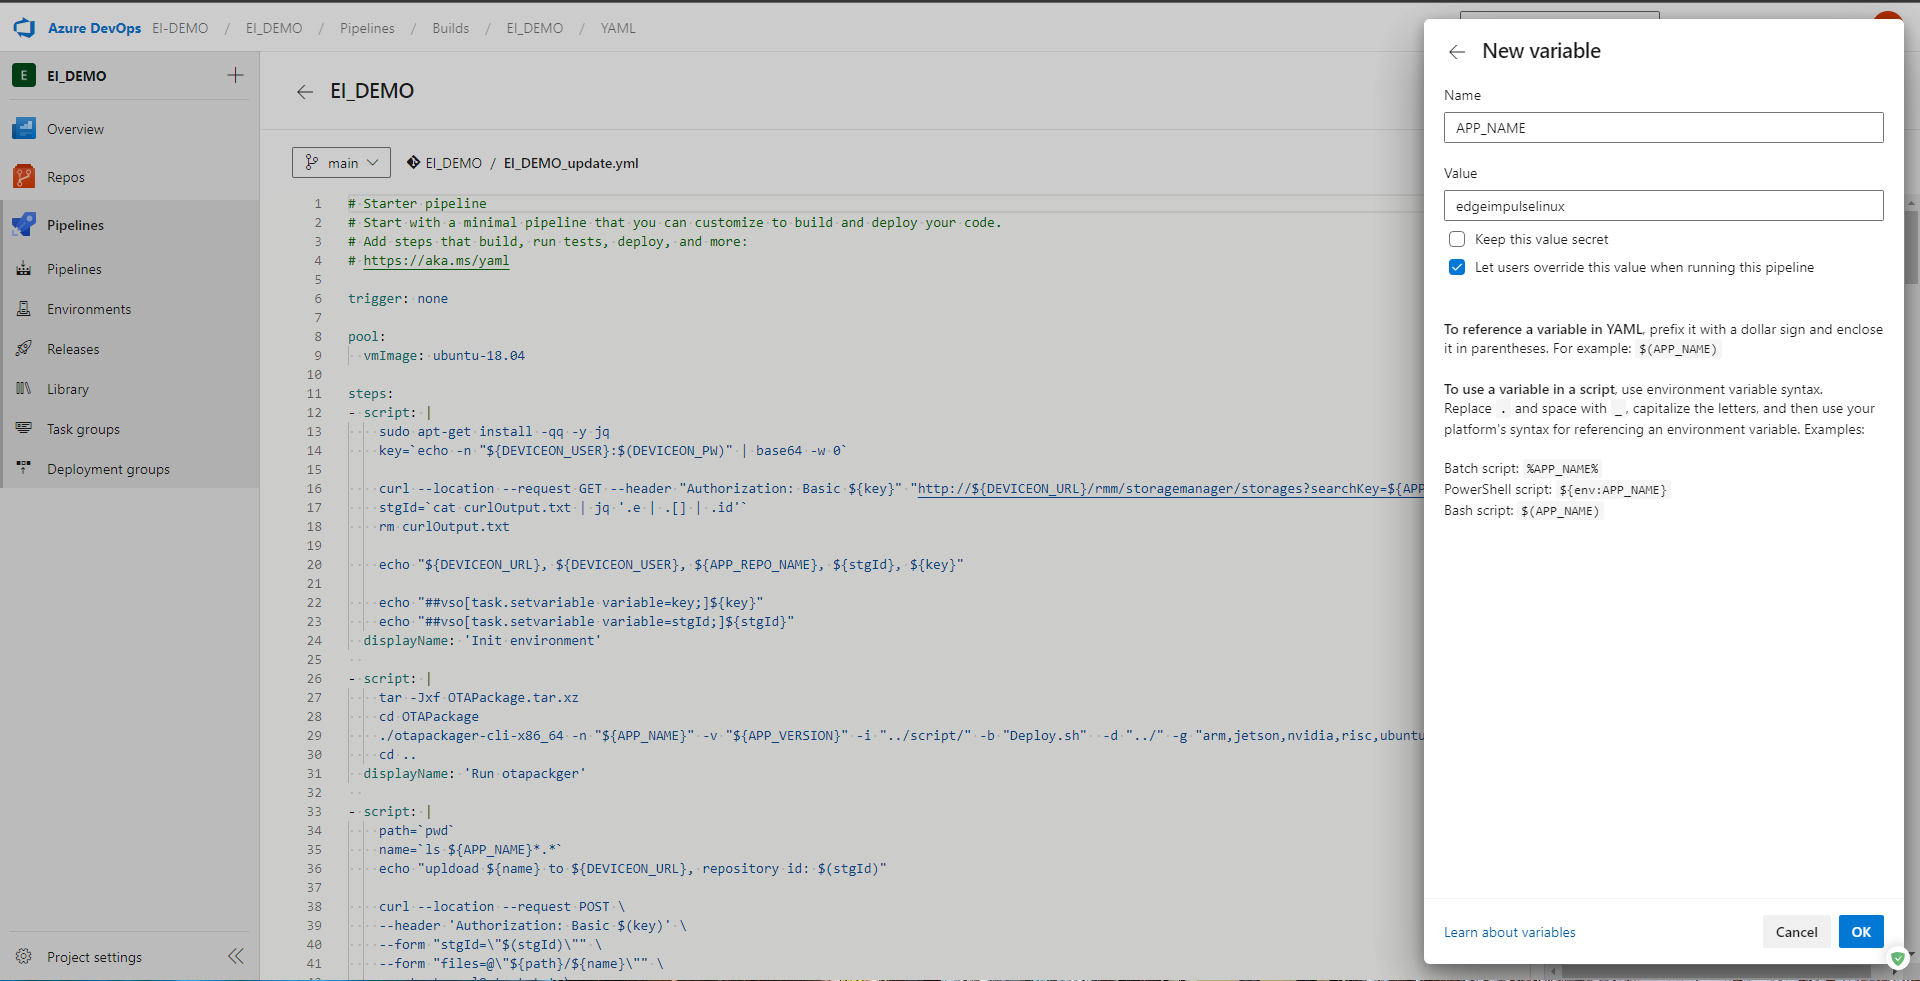 Azure DevOps EI-DEMO / EI_DEMO / Pipelines / Builds / EI_DEMO / YAML
E EI_DEMO
Overview
Repos
Pipelines
Pipelines
Environments
Releases
Library
Task groups
Deployment groups
Project settings
EI_DEMO
main EI_DEMO / EI_DEMO_update.yml
1 # Starter pipeline
2 # Start with a minimal pipeline that you can customize to build and deploy your code.
3 # Add steps that build, run tests, deploy, and more:
4 # https://aka.ms/yaml
5
6 trigger: none
7
8 pool:
9 vmImage: ubuntu-18.04
10
11 steps:
12 - script: |
13 sudo apt-get install -qq -y jq
14 key=`echo -n "${DEVICEON_USER}:$(DEVICEON_PW)" | base64 -w 0`
15
16 curl --location --request GET --header "Authorization: Basic ${key}" "http://${DEVICEON_URL}/rmm/storagemanager/storages?searchKey=${APP
17 stgId=`cat curlOutput.txt | jq '.e | .[] | .id'`
18 rm curlOutput.txt
19
20 echo "${DEVICEON_URL}, ${DEVICEON_USER}, ${APP_REPO_NAME}, ${stgId}, ${key}"
21
22 echo "##vso[task.setvariable variable=key;]${key}"
23 echo "##vso[task.setvariable variable=stgId;]${stgId}"
24 displayName: 'Init environment'
25
26 - script: |
27 tar -Jxf OTAPackage.tar.xz
28 cd OTAPackage
29 ./otapackager-cli-x86_64 -n "${APP_NAME}" -v "${APP_VERSION}" -i "../script/" -b "Deploy.sh" -d "../" -g "arm,jetson,nvidia,risc,ubuntu
30 cd ..
31 displayName: 'Run otapackger'
32
33 - script: |
34 path=`pwd`
35 name=`ls ${APP_NAME}*.*`
36 echo "upldoad ${name} to ${DEVICEON_URL}, repository id: $(stgId)"
37
38 curl --location --request POST \
39 --header 'Authorization: Basic $(key)' \
40 --form "stgId=\"$(stgId)\"" \
41 --form "files=@\"${path}/${name}\"" \
New variable
Name
APP_NAME
Value
edgeimpulselinux
Keep this value secret
Let users override this value when running this pipeline
To reference a variable in YAML, prefix it with a dollar sign and enclose
it in parentheses. For example: $(APP_NAME)
To use a variable in a script, use environment variable syntax.
Replace . and space with _, capitalize the letters, and then use your
platform's syntax for referencing an environment variable. Examples:
Batch script: %APP_NAME%
PowerShell script: ${env:APP_NAME}
Bash script: $(APP_NAME)
Learn about variables Cancel OK